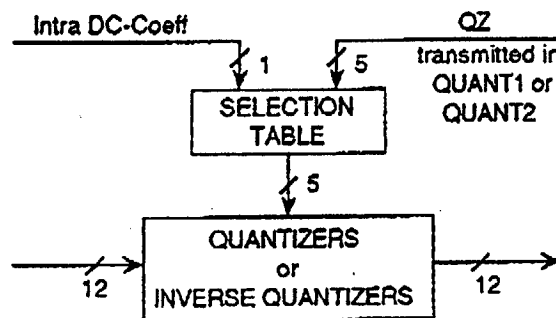 Intra DC-Coeff
QZ
transmitted in
QUANT1 or
QUANT2
1
5
SELECTION
TABLE
5
QUANTIZERS
or
INVERSE QUANTIZERS
12
12